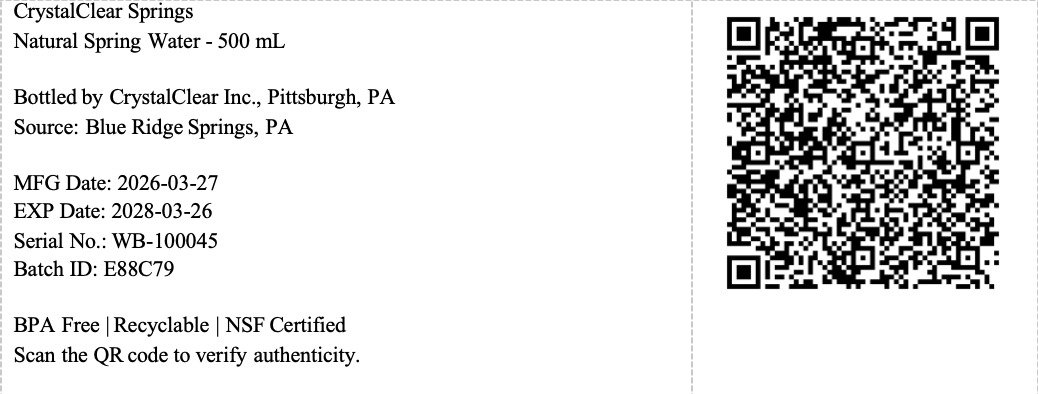 CrystalClear Springs
Natural Spring Water - 500 mL
Bottled by CrystalClear Inc., Pittsburgh, PA
Source: Blue Ridge Springs, PA
MFG Date: 2026-03-27
EXP Date: 2028-03-26
Serial No.: WB-100045
Batch ID: E88C79
BPA Free | Recyclable | NSF Certified
Scan the QR code to verify authenticity.